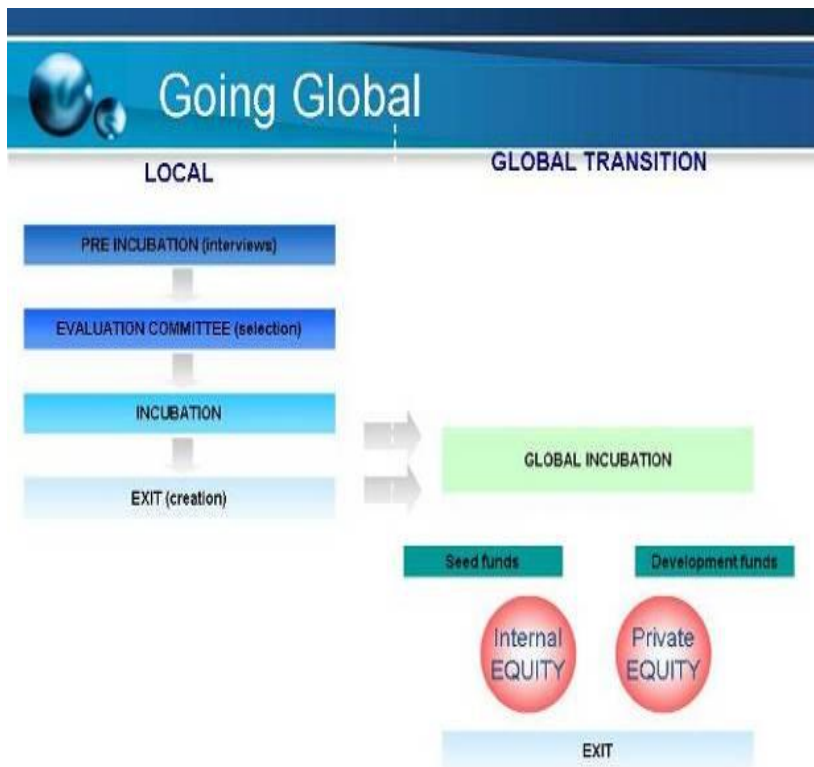 Going Global
LOCAL
GLOBAL TRANSITION
PRE INCUBATION (interviews)
EVALUATION COMMITTEE (selection)
INCUBATION
EXIT (creation)
GLOBAL INCUBATION
Seed funds
Development funds
Internal
EQUITY
Private
EQUITY
EXIT